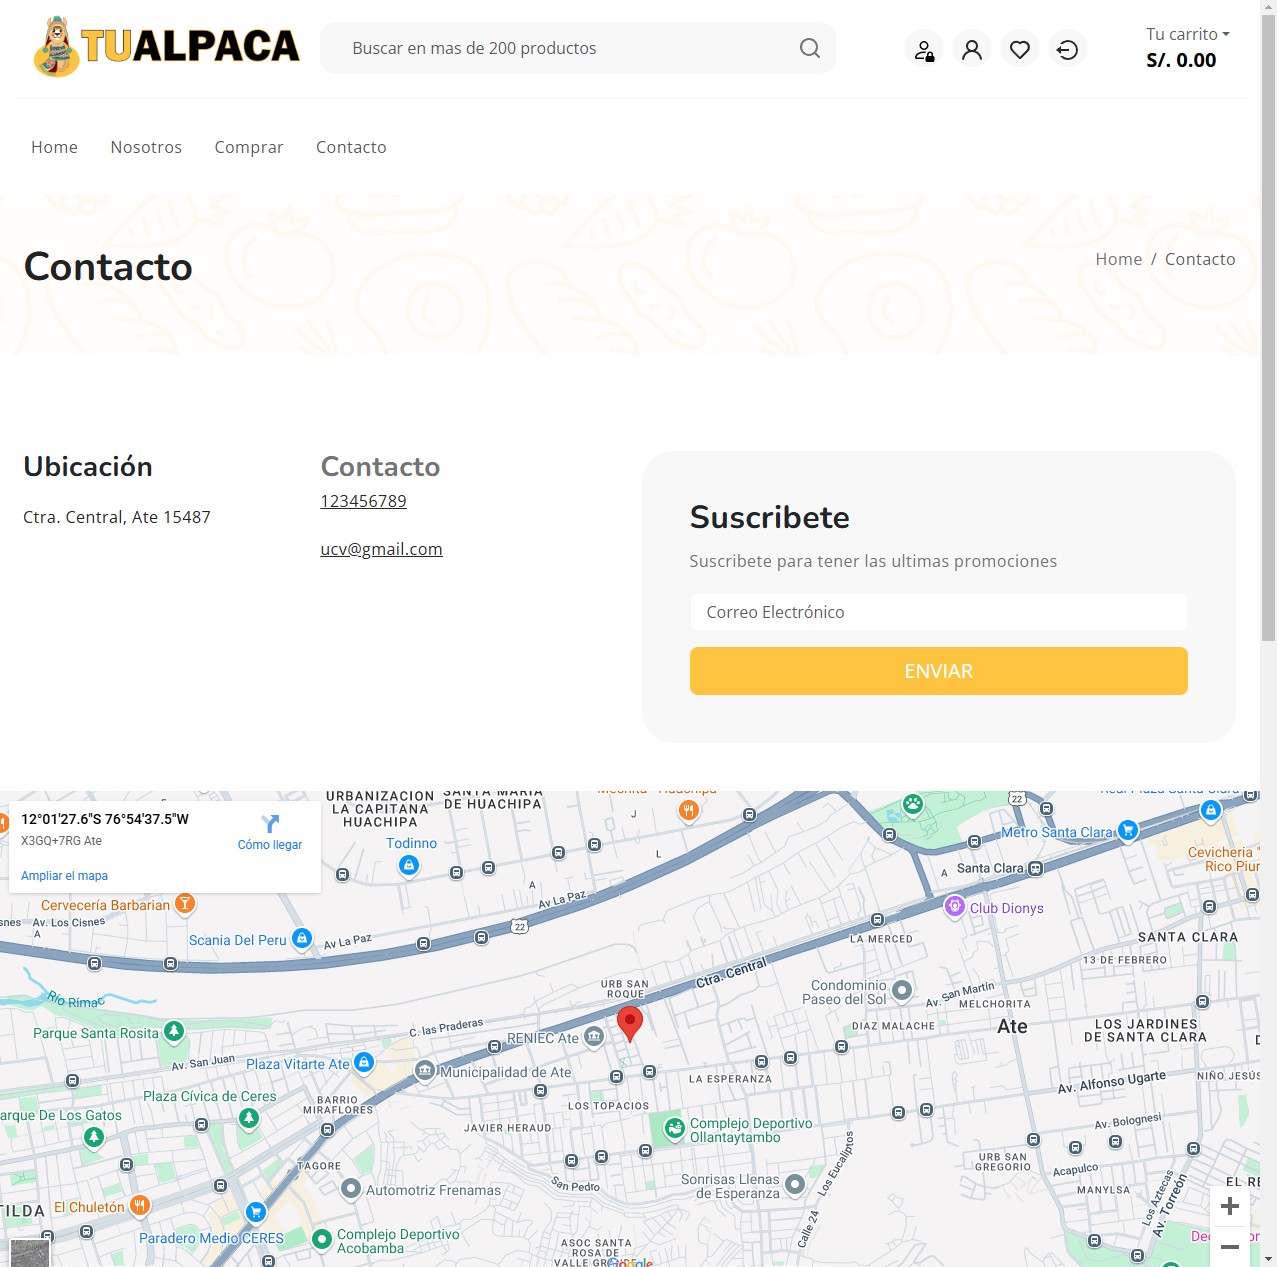 TUALPACA
Buscar en mas de 200 productos
Tu carrito
S/. 0.00
Home
Nosotros
Comprar
Contacto
Contacto
Home / Contacto
Ubicación
Ctra. Central, Ate 15487
Contacto
123456789
ucv@gmail.com
Suscribete
Suscribete para tener las ultimas promociones
Correo Electrónico
ENVIAR
12°01'27.6"S 76°54'37.5"W
X3GQ+7RG Ate
Cómo llegar
Ampliar el mapa
URBANIZACION
LA CAPITANA
HUACHIPA
SANTA MARIA
DE HUACHIPA
Todinno
J
L
A
A
22
22
Metro Santa Clara
Santa Clara
Cevicheria "
Rico Piur
Cervecería Barbarian
Av. Los Cisnes
A
Scania Del Peru
Av La Paz
Av La Paz
Club Dionys
LA MERCED
SANTA CLARA
13 DE FEBRERO
Río Rímac
URB SAN
ROQUE
Ctra. Central
Condominio
Paseo del Sol
Av. San Martín
MELCHORITA
Parque Santa Rosita
C. las Praderas
RENIEC Ate
DIAZ MALACHE
Ate
LOS JARDINES
DE SANTA CLARA
Av. San Juan
Plaza Vitarte Ate
Municipalidad de Ate
LA ESPERANZA
Av. Alfonso Ugarte
NIÑO JESÚS
Plaza Cívica de Ceres
BARRIO
MIRAFLORES
LOS TOPACIOS
arque De Los Gatos
JAVIER HERAUD
Complejo Deportivo
Ollantaytambo
Av. Bolognesi
TAGORE
Los Eucaliptos
URB SAN
GREGORIO
Acapulco
Automotriz Frenamas
San Pedro
Sonrisas Llenas
de Esperanza
MANYLSA
Los Aztecas
Av. Torreón
EL RE
TILDA
El Chuletón
Calle 24
Paradero Medio CERES
Complejo Deportivo
Acobamba
ASOC SANTA
ROSA DE
VALLE GRANDE
Google